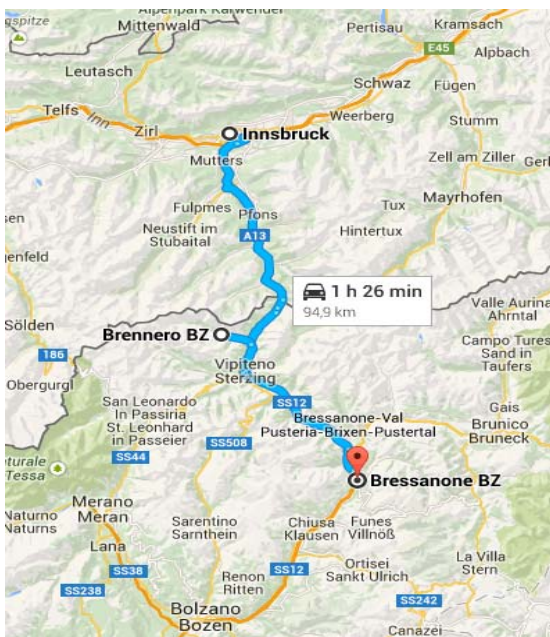 Alpenpark Karwendel
Mittenwald
Pertisau
Kramsach
E45
Alpbach
Leutasch
Schwaz
Fügen
Telfs
Inn
Zirl
Innsbruck
Weerberg
Stumm
Mutters
Zell am Ziller
Gerl
Fulpmes
Pfons
Tux
Mayrhofen
Neustift im
Stubaital
A13
Hintertux
1 h 26 min
94,9 km
Valle Aurina
Ahrntal
Sölden
Brennero BZ
186
Campo Tures
Sand in
Taufers
Obergurgl
Vipiteno
Sterzing
San Leonardo
In Passiria
St. Leonhard
in Passeier
SS12
Bressanone-Val
Pusteria-Brixen-Pustertal
Gais
Brunico
Bruneck
SS508
SS44
Tessa
Bressanone BZ
Merano
Meran
Naturno
Naturns
Sarentino
Sarnthein
Chiusa
Klausen
Funes
Villnöß
Lana
SS38
SS238
Renon
Ritten
SS12
Ortisei
Sankt Ulrich
La Villa
Stern
SS242
Bolzano
Bozen
Canazei